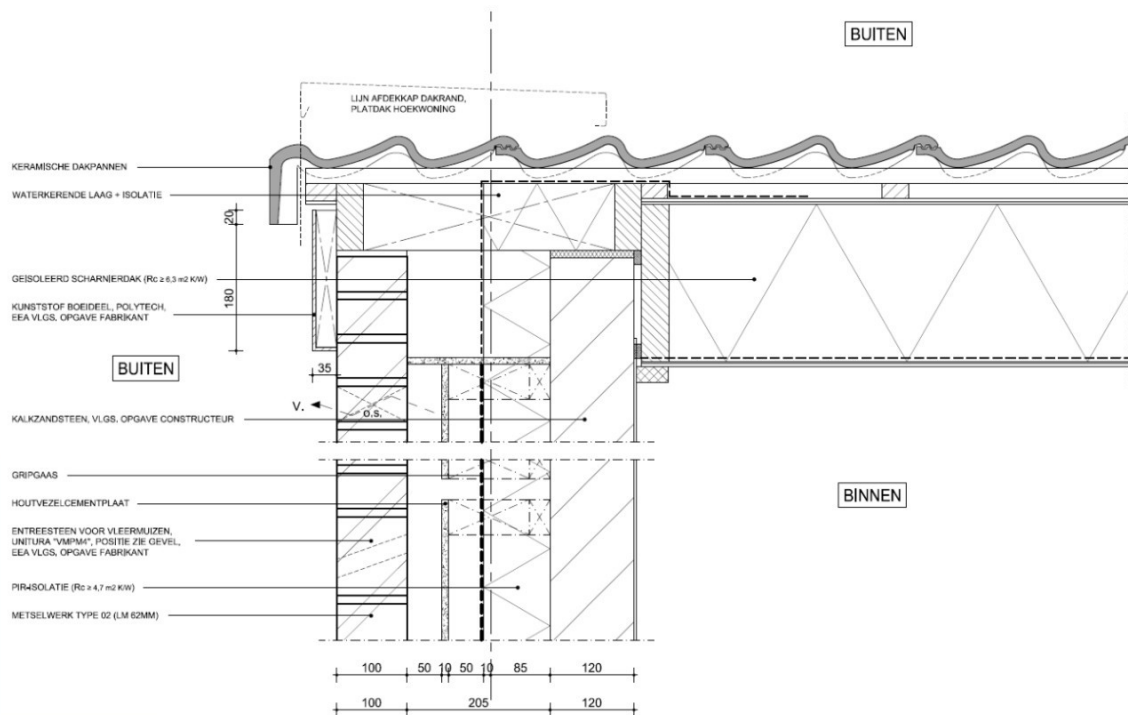 BUITEN
LIJN AFDEKKAP DAKRAND,
PLATDAK HOEKWONING,
KERAMISCHE DAKPANNEN
WATERKERENDE LAAG + ISOLATIE
20
GEÏSOLEERD SCHARNIERDAK (Rc ≥ 6,3 m2 K/W)
180
KUNSTSTOF BOEIDEEL, POLYTECH,
EEA VLGS, OPGAVE FABRIKANT
BUITEN
35
V.
o.s.
KALKZANDSTEEN, VLGS. OPGAVE CONSTRUCTEUR
GRIPGAAS
BINNEN
HOUTVEZELCEMENTPLAAT
ENTREESTEEN VOOR VLEERMUIZEN,
UNITURA "VMPM4", POSITIE ZIE GEVEL,
EEA VLGS, OPGAVE FABRIKANT
PIR-ISOLATIE (Rc ≥ 4,7 m2 K/W)
METSELWERK TYPE 02 (LM 62MM)
100 50 10 50 10 85 120
100 205 120